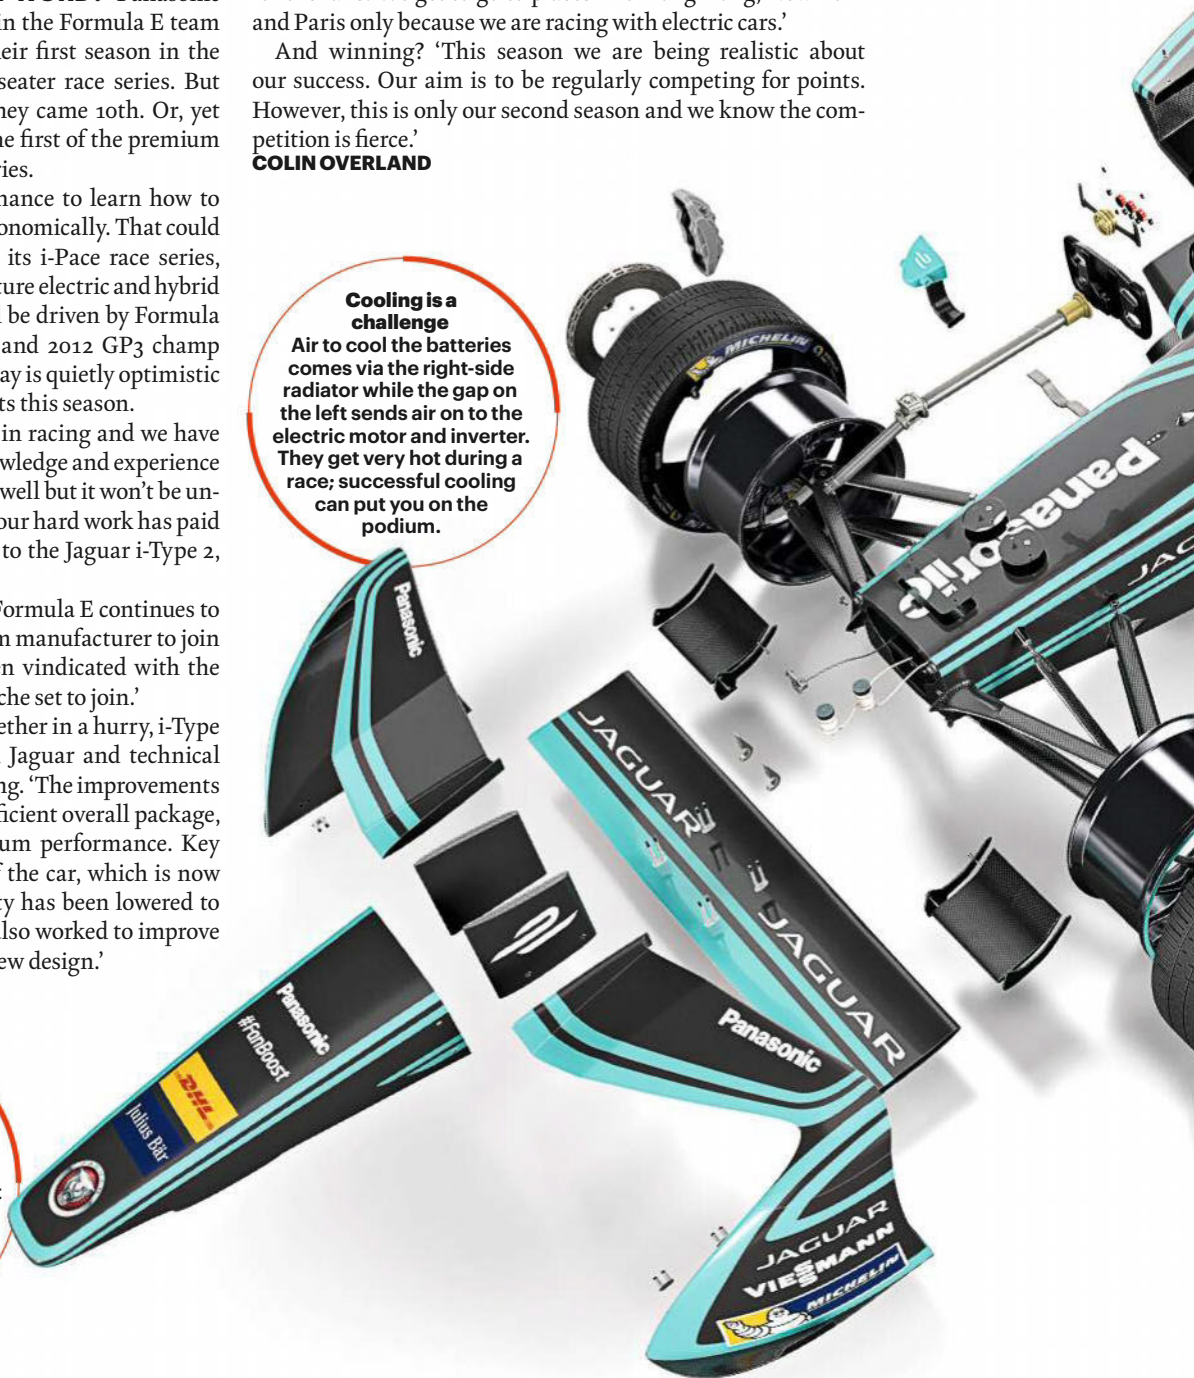 in the Formula E team
eir first season in the
seater race series. But
ey came 10th. Or, yet
e first of the premium
ies.
ance to learn how to
onomically. That could
its i-Pace race series,
ture electric and hybrid
be driven by Formula
and 2012 GP3 champ
ay is quietly optimistic
ts this season.
in racing and we have
wledge and experience
well but it won’t be un-
our hard work has paid
to the Jaguar i-Type 2,
Formula E continues to
m manufacturer to join
en vindicated with the
che set to join.’
ether in a hurry, i-Type
Jaguar and technical
ng. ‘The improvements
ficient overall package,
um performance. Key
f the car, which is now
ty has been lowered to
also worked to improve
ew design.’
and Paris only because we are racing with electric cars.’
And winning? ‘This season we are being realistic about
our success. Our aim is to be regularly competing for points.
However, this is only our second season and we know the com-
petition is fierce.’
COLIN OVERLAND
Cooling is a
challenge
Air to cool the batteries
comes via the right-side
radiator while the gap on
the left sends air on to the
electric motor and inverter.
They get very hot during a
race; successful cooling
can put you on the
podium.
MICHELIN
Panasonic
JAG
Panasonic
JAGUAR
JAGUAR
Panasonic
Panasonic
#FanBoost
DHL
Julius Bär
JAGUAR
VIESSMANN
MICHELIN